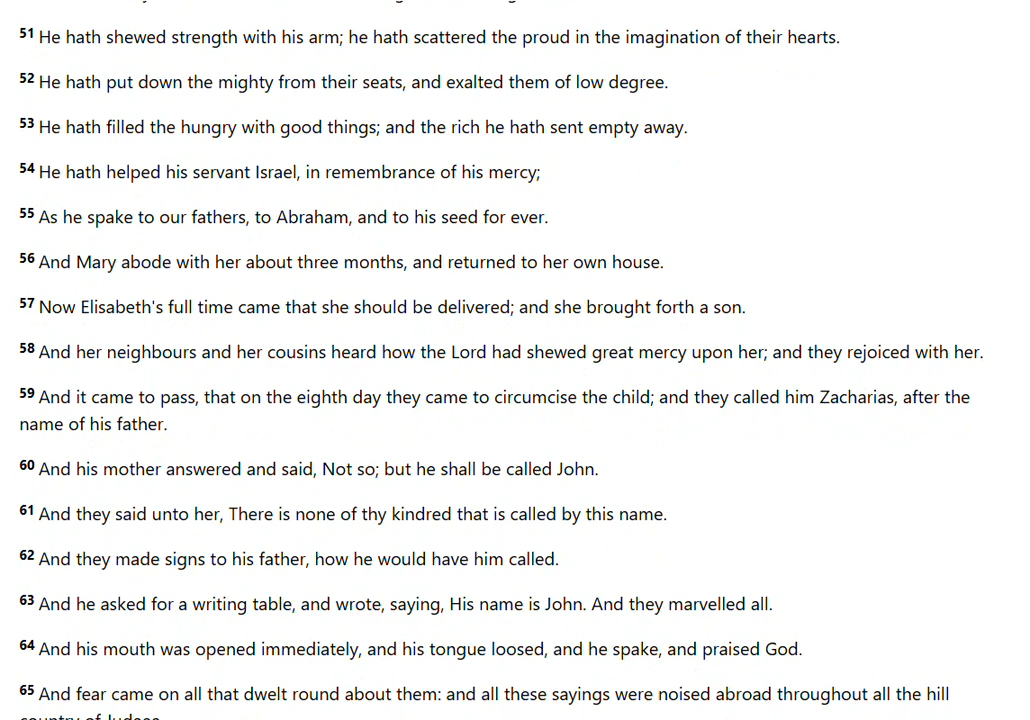 51 He hath shewed strength with his arm; he hath scattered the proud in the imagination of their hearts.
52 He hath put down the mighty from their seats, and exalted them of low degree.
53 He hath filled the hungry with good things; and the rich he hath sent empty away.
54 He hath helped his servant Israel, in remembrance of his mercy;
55 As he spake to our fathers, to Abraham, and to his seed for ever.
56 And Mary abode with her about three months, and returned to her own house.
57 Now Elisabeth's full time came that she should be delivered; and she brought forth a son.
58 And her neighbours and her cousins heard how the Lord had shewed great mercy upon her; and they rejoiced with her.
59 And it came to pass, that on the eighth day they came to circumcise the child; and they called him Zacharias, after the
name of his father.
60 And his mother answered and said, Not so; but he shall be called John.
61 And they said unto her, There is none of thy kindred that is called by this name.
62 And they made signs to his father, how he would have him called.
63 And he asked for a writing table, and wrote, saying, His name is John. And they marvelled all.
64 And his mouth was opened immediately, and his tongue loosed, and he spake, and praised God.
65 And fear came on all that dwelt round about them: and all these sayings were noised abroad throughout all the hill
country of Judaea.